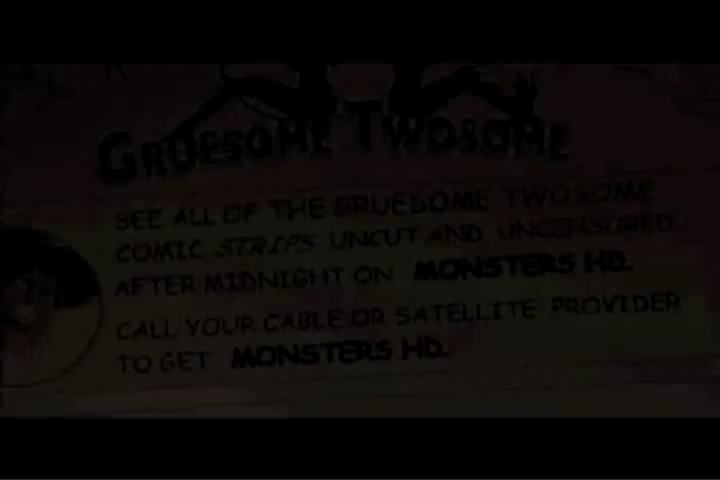 GRUESOME TWOSOME
SEE ALL OF THE GRUESOME TWOSOME
COMIC STRIPS UNCUT AND UNCENSORED.
AFTER MIDNIGHT ON MONSTERS HD.
CALL YOUR CABLE OR SATELLITE PROVIDER
TO GET MONSTERS HD.